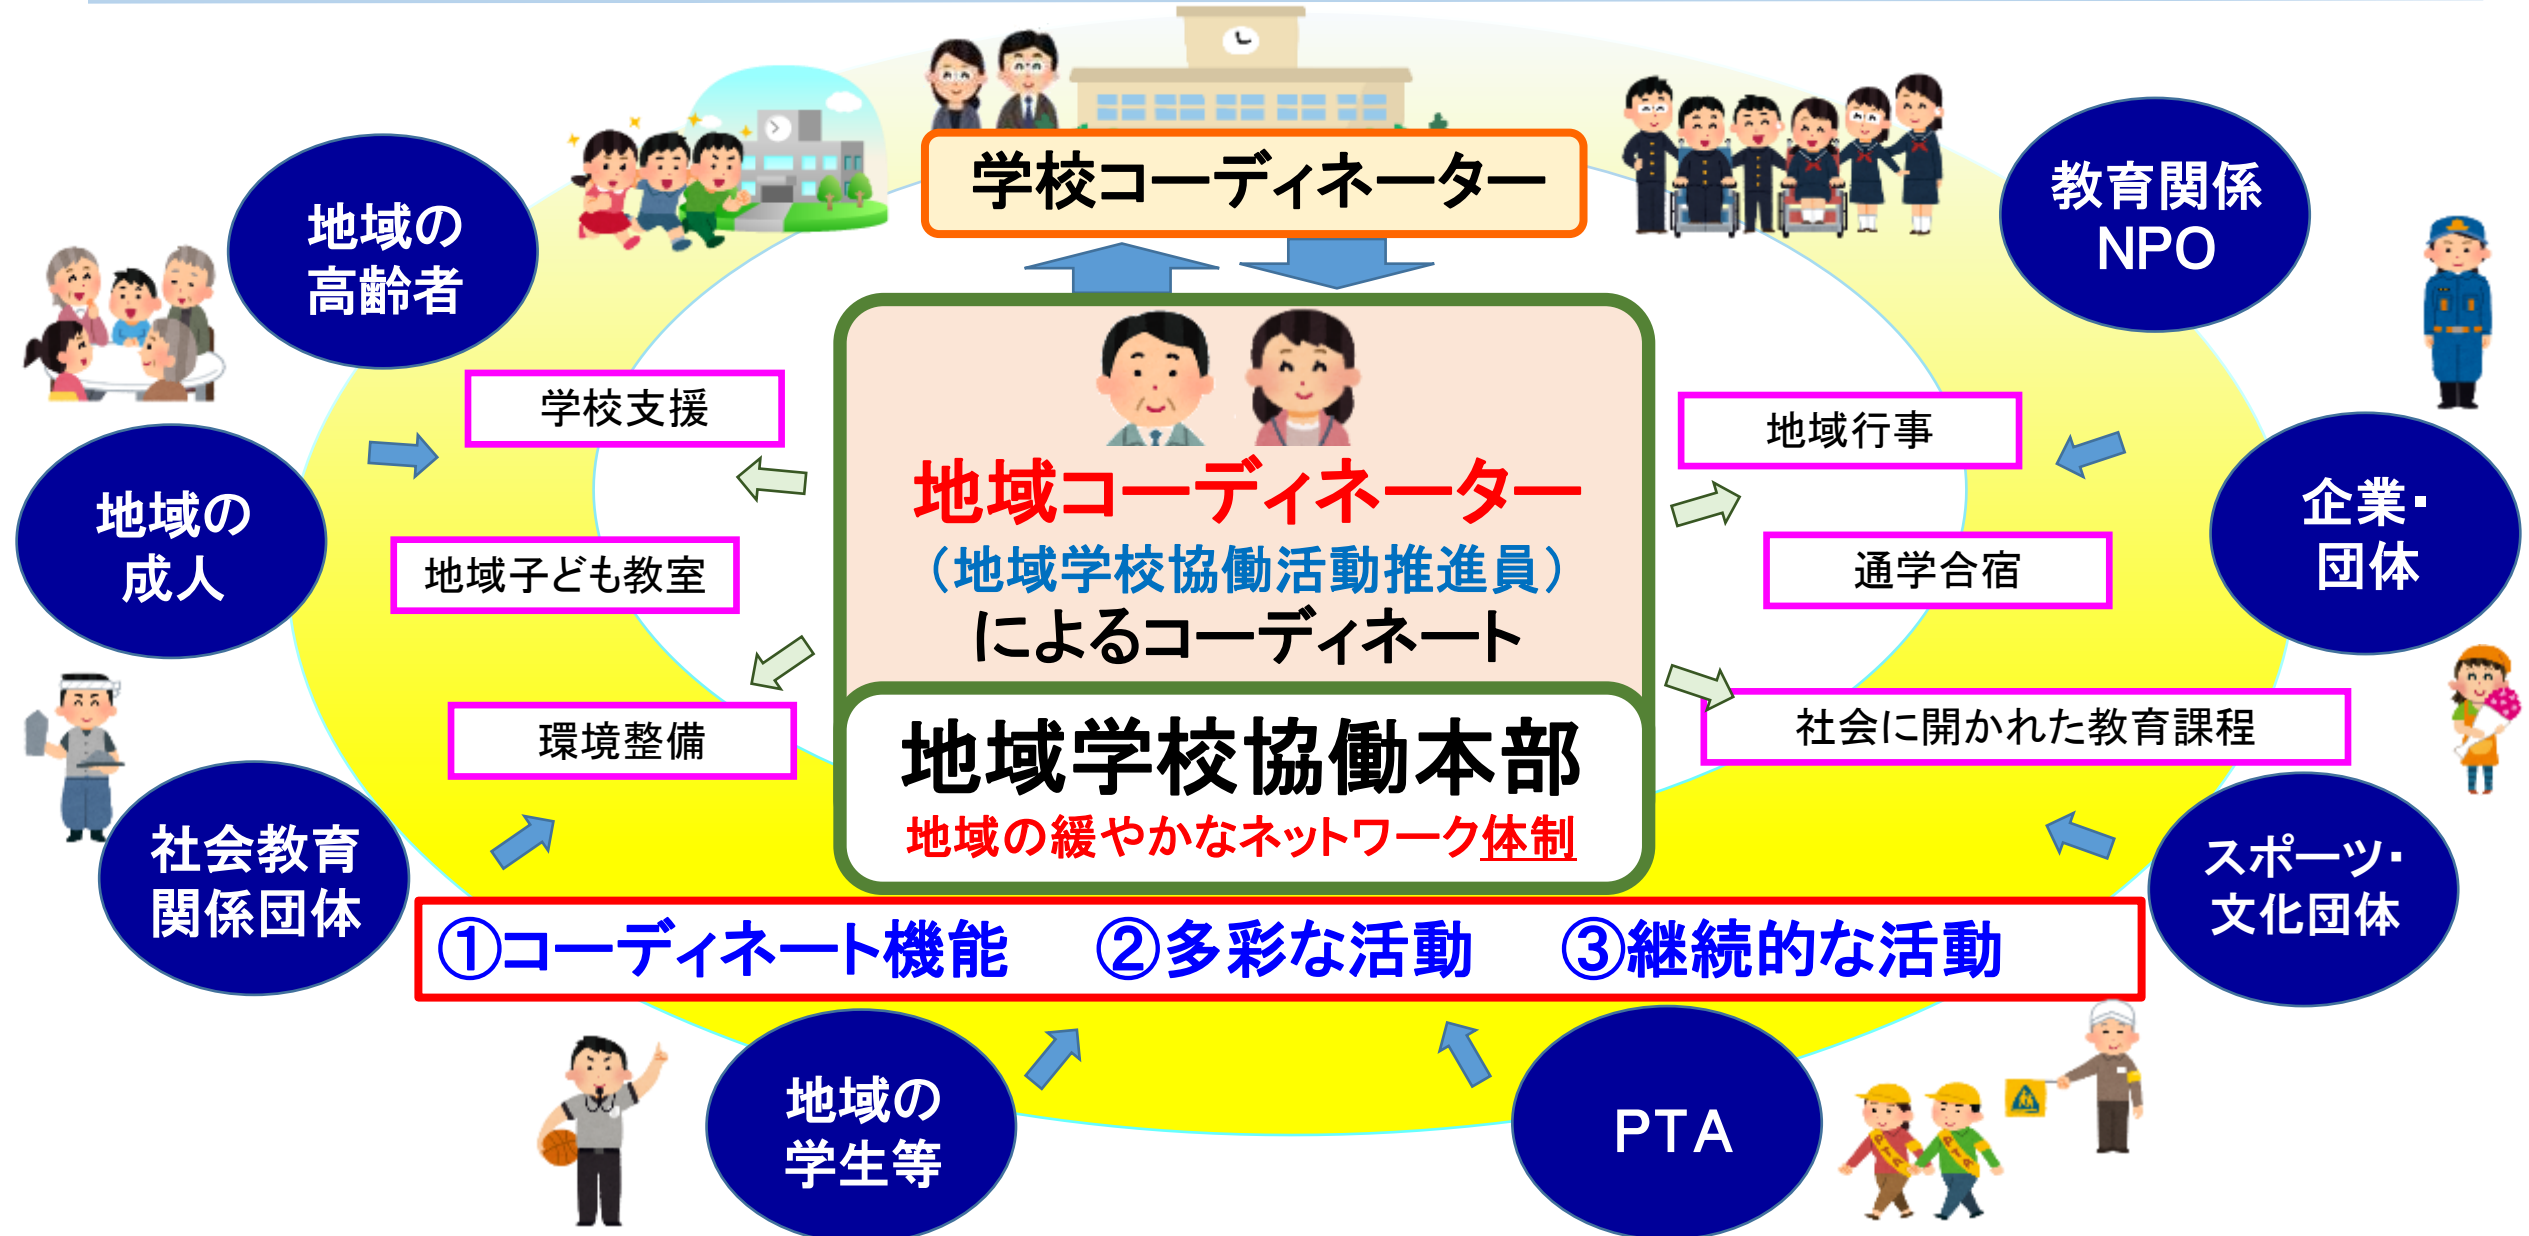 学校コーディネーター
地域の
高齢者
教育関係
NPO
学校支援
地域行事
地域コーディネーター
（地域学校協働活動推進員）
によるコーディネート
地域の
成人
地域子ども教室
通学合宿
企業・
団体
環境整備
社会に開かれた教育課程
地域学校協働本部
地域の緩やかなネットワーク体制
社会教育
関係団体
スポーツ・
文化団体
①コーディネート機能　②多彩な活動　③継続的な活動
地域の
学生等
PTA
PTA
PTA